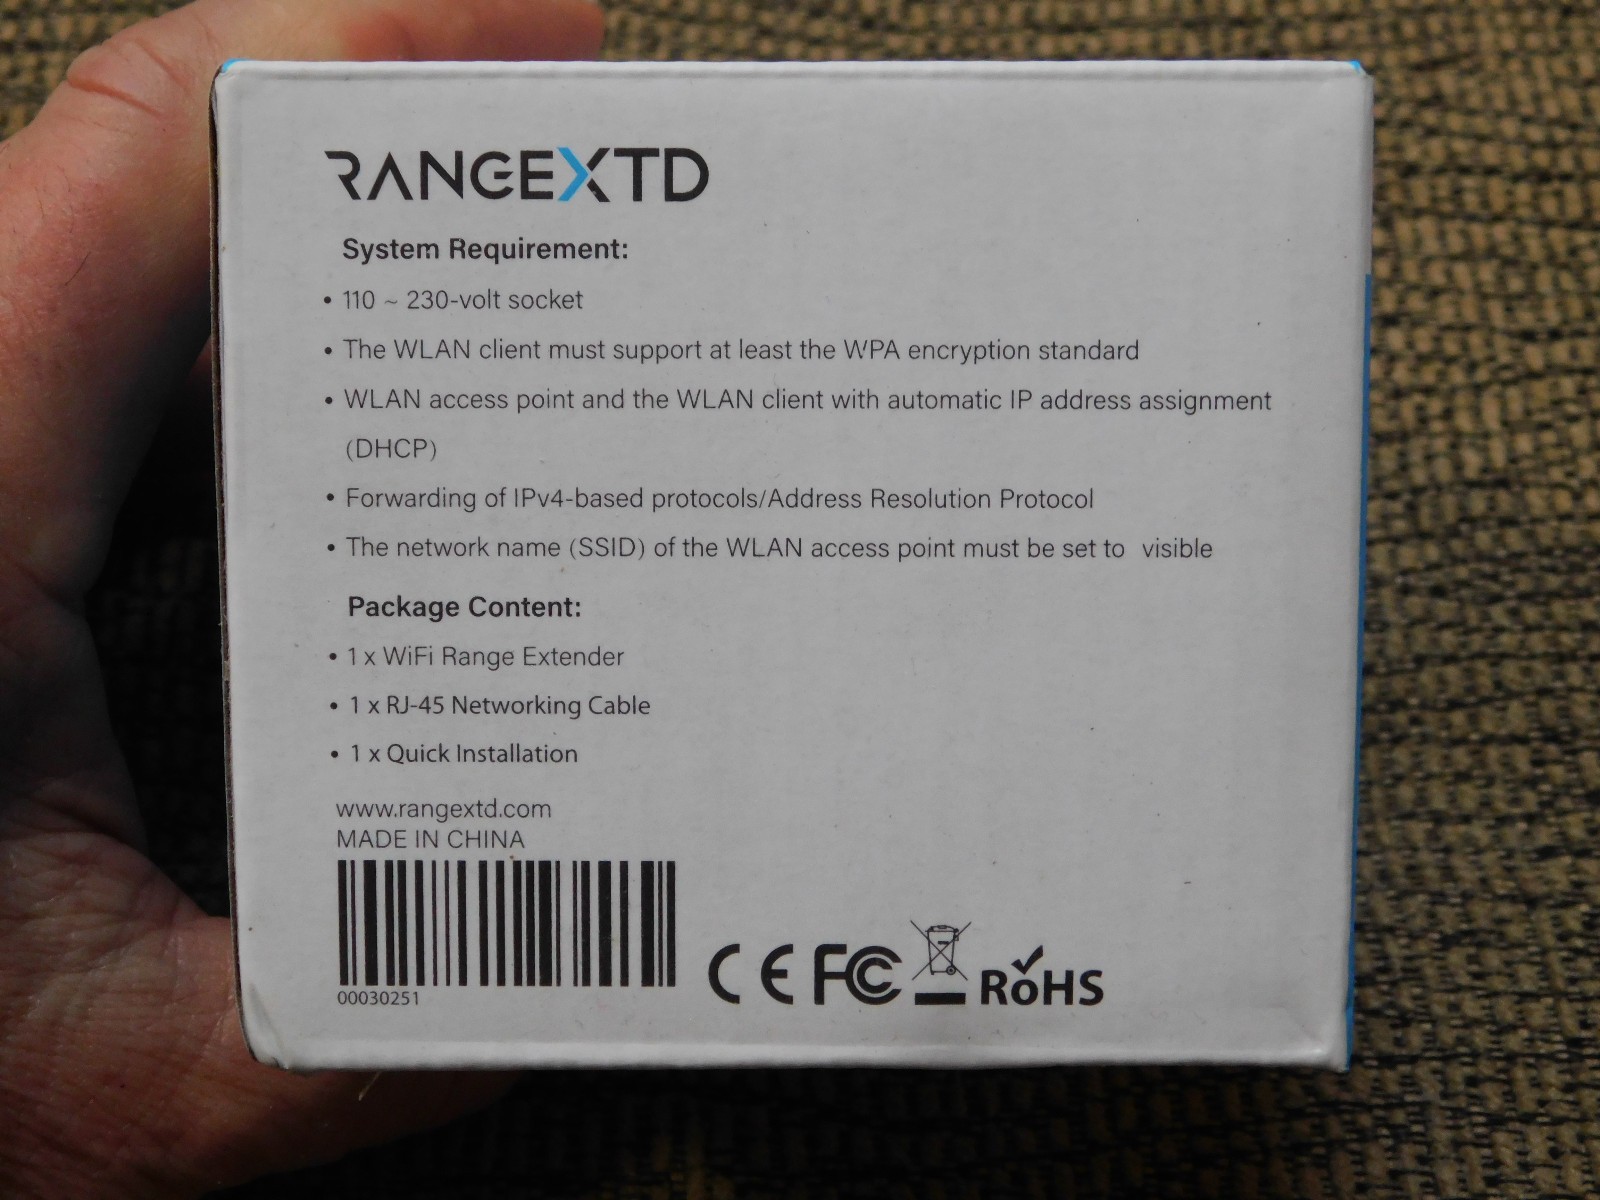 RANGEXTD
System Requirement:
• 110 ~ 230-volt socket
• The WLAN client must support at least the WPA encryption standard
• WLAN access point and the WLAN client with automatic IP address assignment
(DHCP)
• Forwarding of IPv4-based protocols/Address Resolution Protocol
• The network name (SSID) of the WLAN access point must be set to visible
Package Content:
• 1 x WiFi Range Extender
• 1 x RJ-45 Networking Cable
• 1 x Quick Installation
www.rangextd.com
MADE IN CHINA
00030251
CE FC RoHS